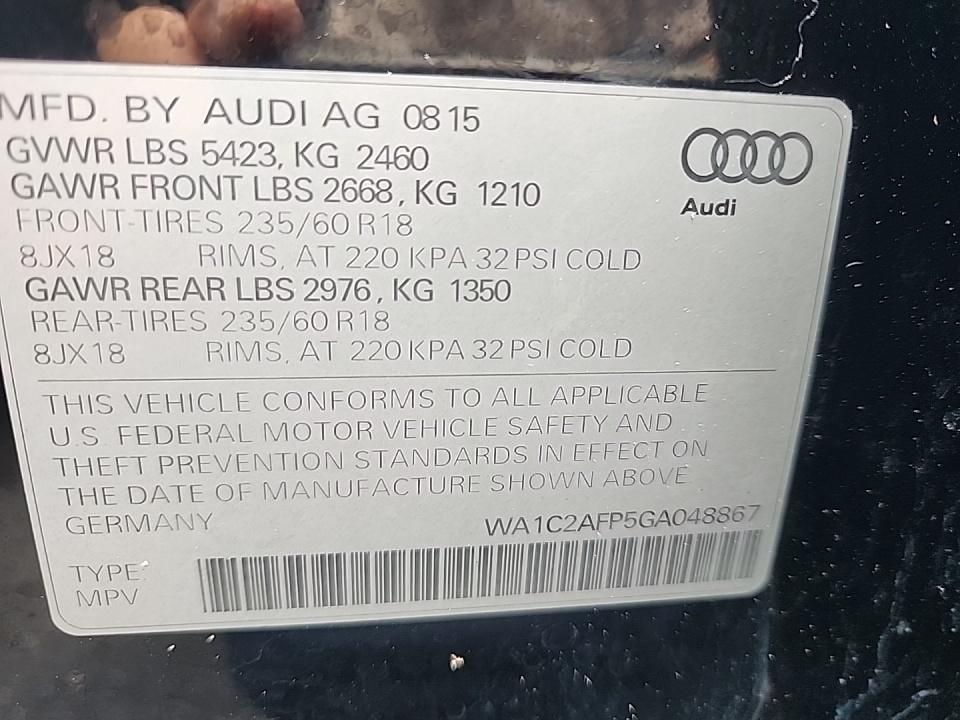 MFD. BY AUDI AG 0815
GVWR LBS 5423, KG 2460
GAWR FRONT LBS 2668, KG 1210
FRONT-TIRES 235/60 R18
8JX18 RIMS, AT 220 KPA 32 PSI COLD
GAWR REAR LBS 2976, KG 1350
REAR-TIRES 235/60 R18
8JX18 RIMS, AT 220 KPA 32 PSI COLD
Audi
THIS VEHICLE CONFORMS TO ALL APPLICABLE
U.S. FEDERAL MOTOR VEHICLE SAFETY AND
THEFT PREVENTION STANDARDS IN EFFECT ON
THE DATE OF MANUFACTURE SHOWN ABOVE.
GERMANY WA1C2AFP5GA048867
TYPE:
MPV